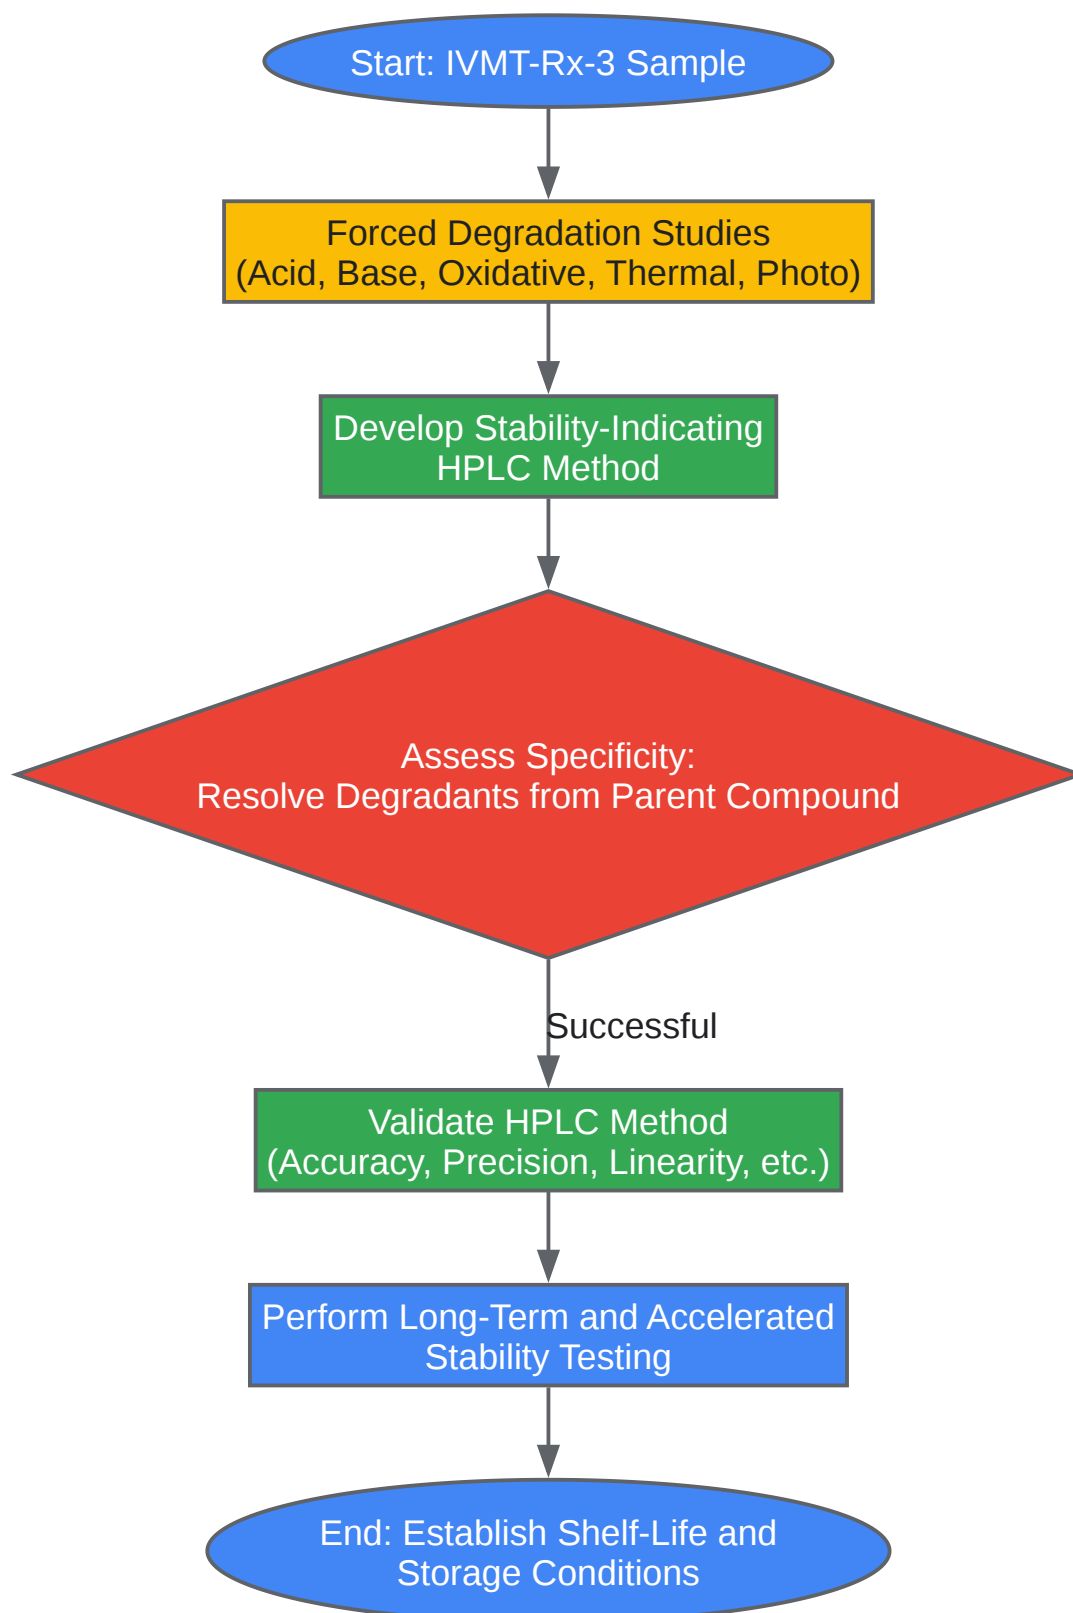 Start: IVMT-Rx-3 Sample
Forced Degradation Studies
(Acid, Base, Oxidative, Thermal, Photo)
Develop Stability-Indicating
HPLC Method
Assess Specificity:
Resolve Degradants from Parent Compound
Successful
Validate HPLC Method
(Accuracy, Precision, Linearity, etc.)
Perform Long-Term and Accelerated
Stability Testing
End: Establish Shelf-Life and
Storage Conditions